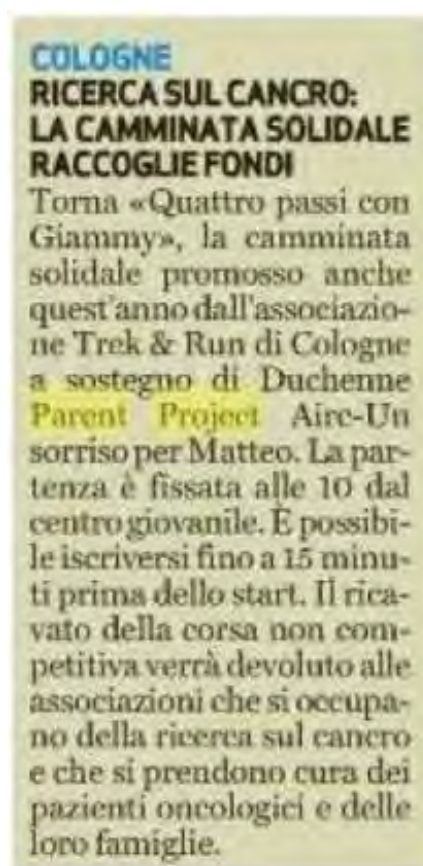 COLOGNE
RICERCA SUL CANCRO:
LA CAMMINATA SOLIDALE
RACCOGLIE FONDI
Torna «Quattro passi con
Giammy», la camminata
solidale promosso anche
quest'anno dall'associazio-
ne Trek & Run di Cologne
a sostegno di Duchenne
Parent Project Airc-Un
sorriso per Matteo. La par-
tenza è fissata alle 10 dal
centro giovanile. È possibi-
le iscriversi fino a 15 minu-
ti prima dello start. Il rica-
vato della corsa non com-
petitiva verrà devoluto alle
associazioni che si occupa-
no della ricerca sul cancro
e che si prendono cura dei
pazienti oncologici e delle
loro famiglie.